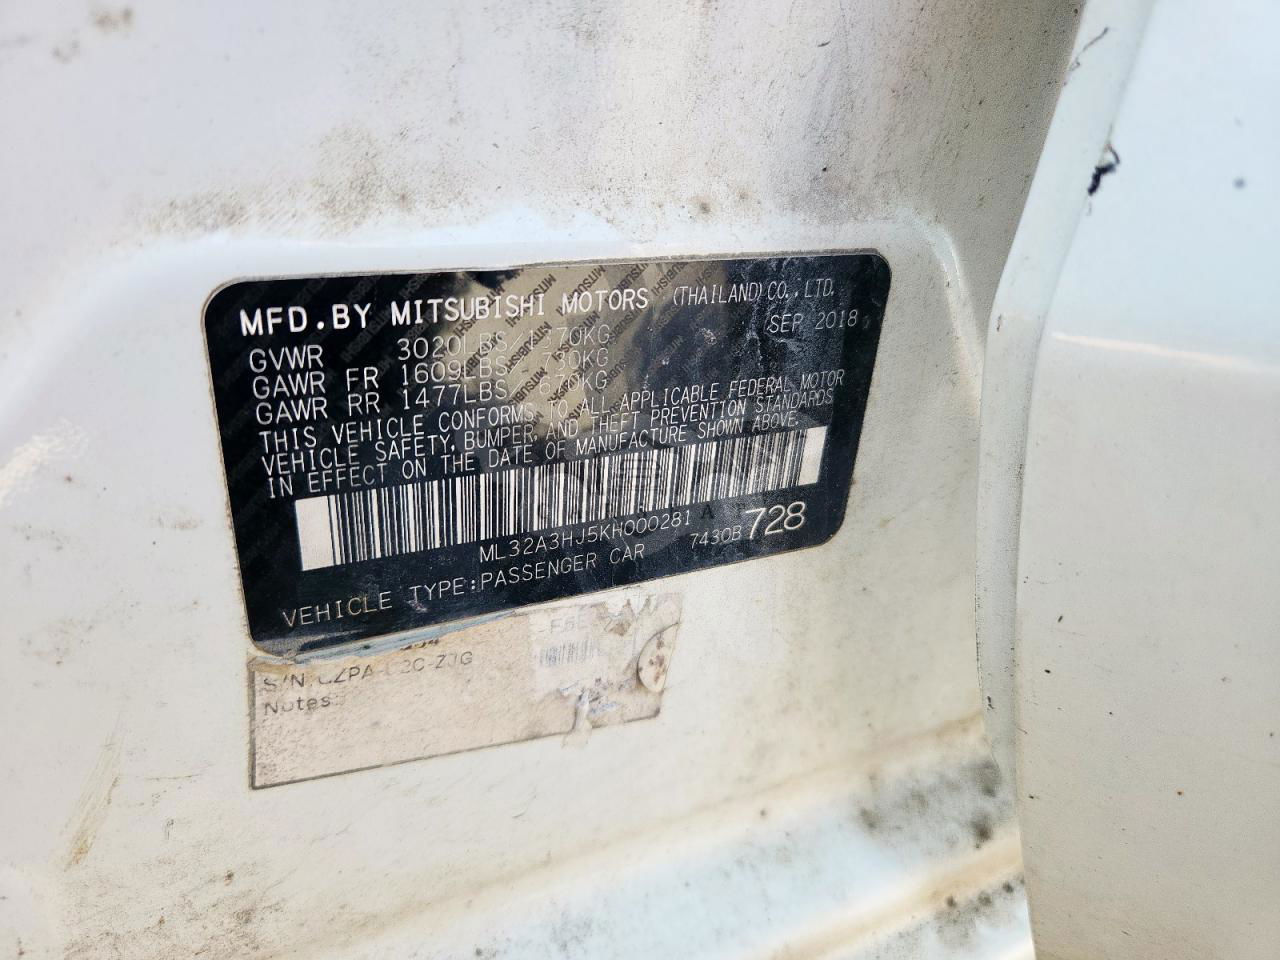 MFD.BY MITSUBISHI MOTORS (THAILAND)CO.,LTD.
SEP 2018
GVWR 3020LBS/1370KG
GAWR FR 1609LBS 730KG
GAWR RR 1477LBS 670KG
THIS VEHICLE CONFORMS TO ALL APPLICABLE FEDERAL MOTOR
VEHICLE SAFETY, BUMPER, AND THEFT PREVENTION STANDARDS
IN EFFECT ON THE DATE OF MANUFACTURE SHOWN ABOVE.
ML32A3HJ5KH000281
7430B 728
VEHICLE TYPE:PASSENGER CAR
S/N:
Notes: